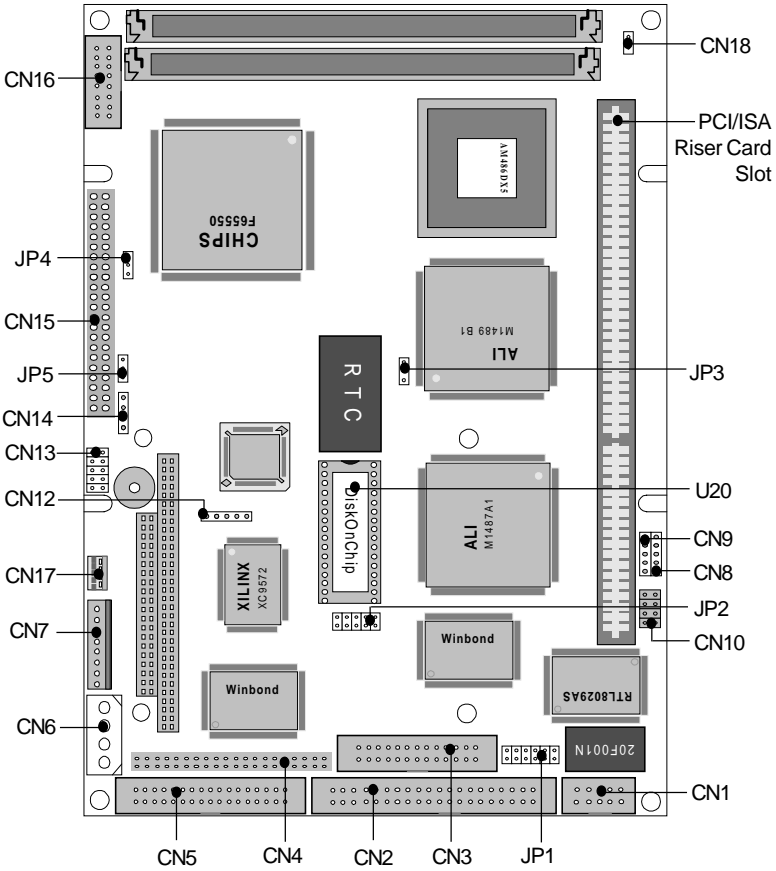 CN18
CN16
PCI/ISA
Riser Card
Slot
AM486DX5
CHIPS
F65550
JP4
CN15
ALI
M1489 B1
JP5
RTC
JP3
CN14
CN13
CN12
DiskOnChip
ALI
M1487A1
U20
CN9
CN8
CN17
XILINX
XC9572
JP2
CN7
Winbond
CN10
Winbond
RTL8029AS
CN6
20F001N
CN1
CN5
CN4
CN2
CN3
JP1